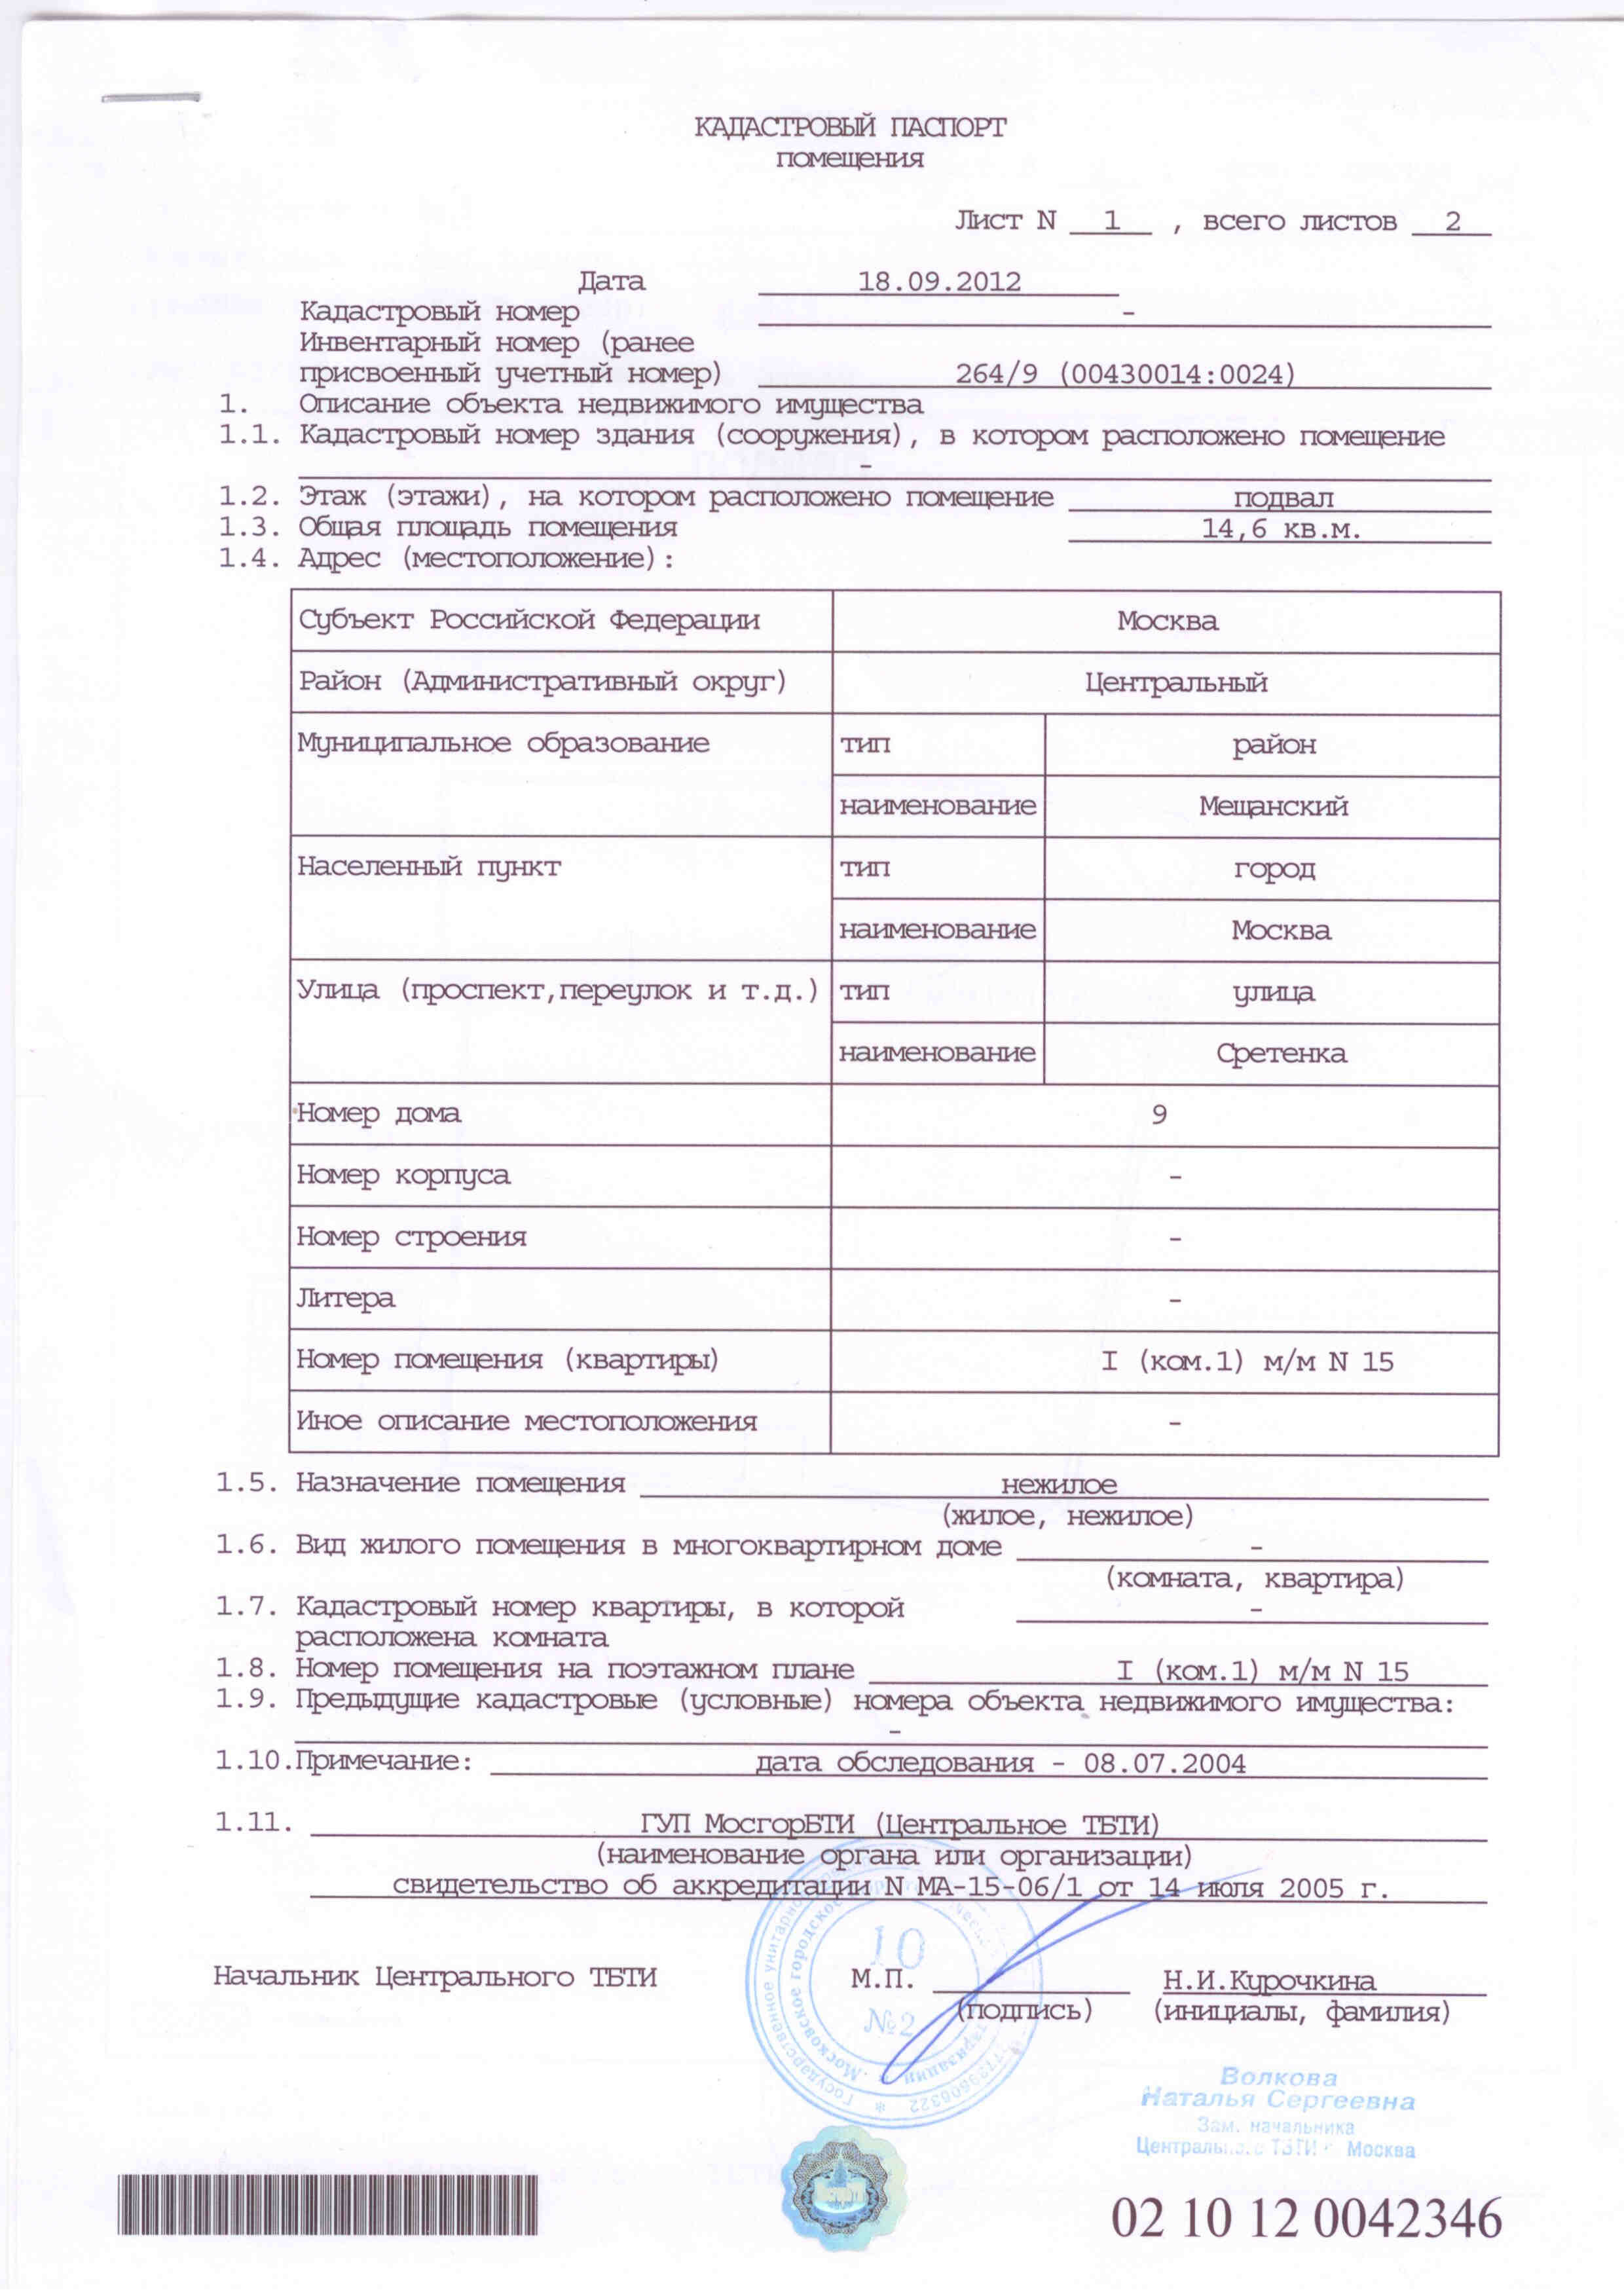 КАДАСТРОВЫЙ ПАСПОРТ
помещения
Лист N 1 , всего листов 2
Дата 18.09.2012
Кадастровый номер -
Инвентарный номер (ранее
присвоенный учетный номер) 264/9 (00430014:0024)
1. Описание объекта недвижимого имущества
1.1. Кадастровый номер здания (сооружения), в котором расположено помещение
-
1.2. Этаж (этажи), на котором расположено помещение подвал
1.3. Общая площадь помещения 14,6 кв.м.
1.4. Адрес (местоположение):
Субъект Российской Федерации Москва
Район (Административный округ) Центральный
Муниципальное образование тип район
наименование Мещанский
Населенный пункт тип город
наименование Москва
Улица (проспект,переулок и т.д.) тип улица
наименование Сретенка
Номер дома 9
Номер корпуса -
Номер строения -
Литера -
Номер помещения (квартиры) I (ком.1) м/м N 15
Иное описание местоположения -
1.5. Назначение помещения нежилое
(жилое, нежилое)
1.6. Вид жилого помещения в многоквартирном доме -
(комната, квартира)
1.7. Кадастровый номер квартиры, в которой -
расположена комната
1.8. Номер помещения на поэтажном плане I (ком.1) м/м N 15
1.9. Предыдущие кадастровые (условные) номера объекта недвижимого имущества:
-
1.10.Примечание: дата обследования - 08.07.2004
1.11. ГУП МосгорБТИ (Центральное ТБТИ)
(наименование органа или организации)
свидетельство об аккредитации N МА-15-06/1 от 14 июля 2005 г.
10
№2
Начальник Центрального ТБТИ М.П. Н.И.Курочкина
(подпись) (инициалы, фамилия)
Волкова
Наталья Сергеевна
Зам. начальника
ТБТИ Москва
02 10 12 0042346